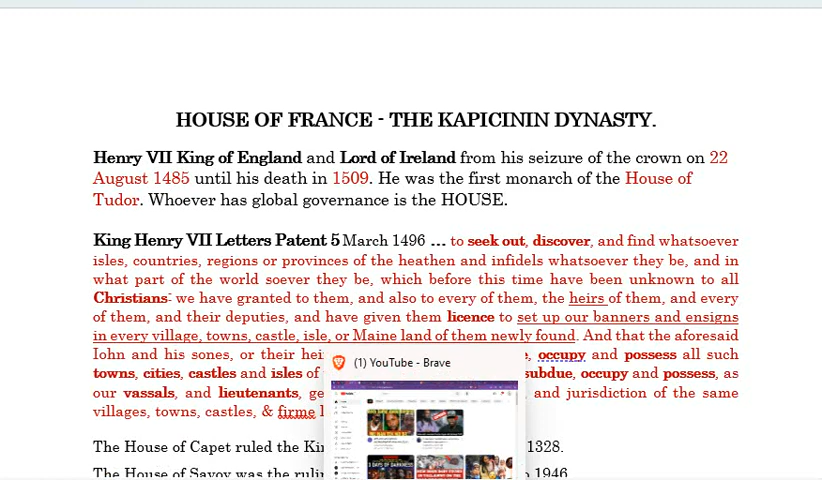 HOUSE OF FRANCE - THE KAPICININ DYNASTY.
Henry VII King of England and Lord of Ireland from his seizure of the crown on 22
August 1485 until his death in 1509. He was the first monarch of the House of
Tudor. Whoever has global governance is the HOUSE.
King Henry VII Letters Patent 5 March 1496 ... to seek out, discover, and find whatsoever
isles, countries, regions or provinces of the heathen and infidels whatsoever they be, and in
what part of the world soever they be, which before this time have been unknown to all
Christians: we have granted to them, and also to every of them, the heirs of them, and every
of them, and their deputies, and have given them licence to set up our banners and ensigns
in every village, towns, castle, isle, or Maine land of them newly found. And that the aforesaid
Iohn and his sones, or their hei , occupy and possess all such
towns, cities, castles and isles of subdue, occupy and possess, as
our vassals, and lieutenants, ge and jurisdiction of the same
villages, towns, castles, & firme
(1) YouTube - Brave
The House of Capet ruled the Kin 1328.
The House of Savoy was the rulin 1946